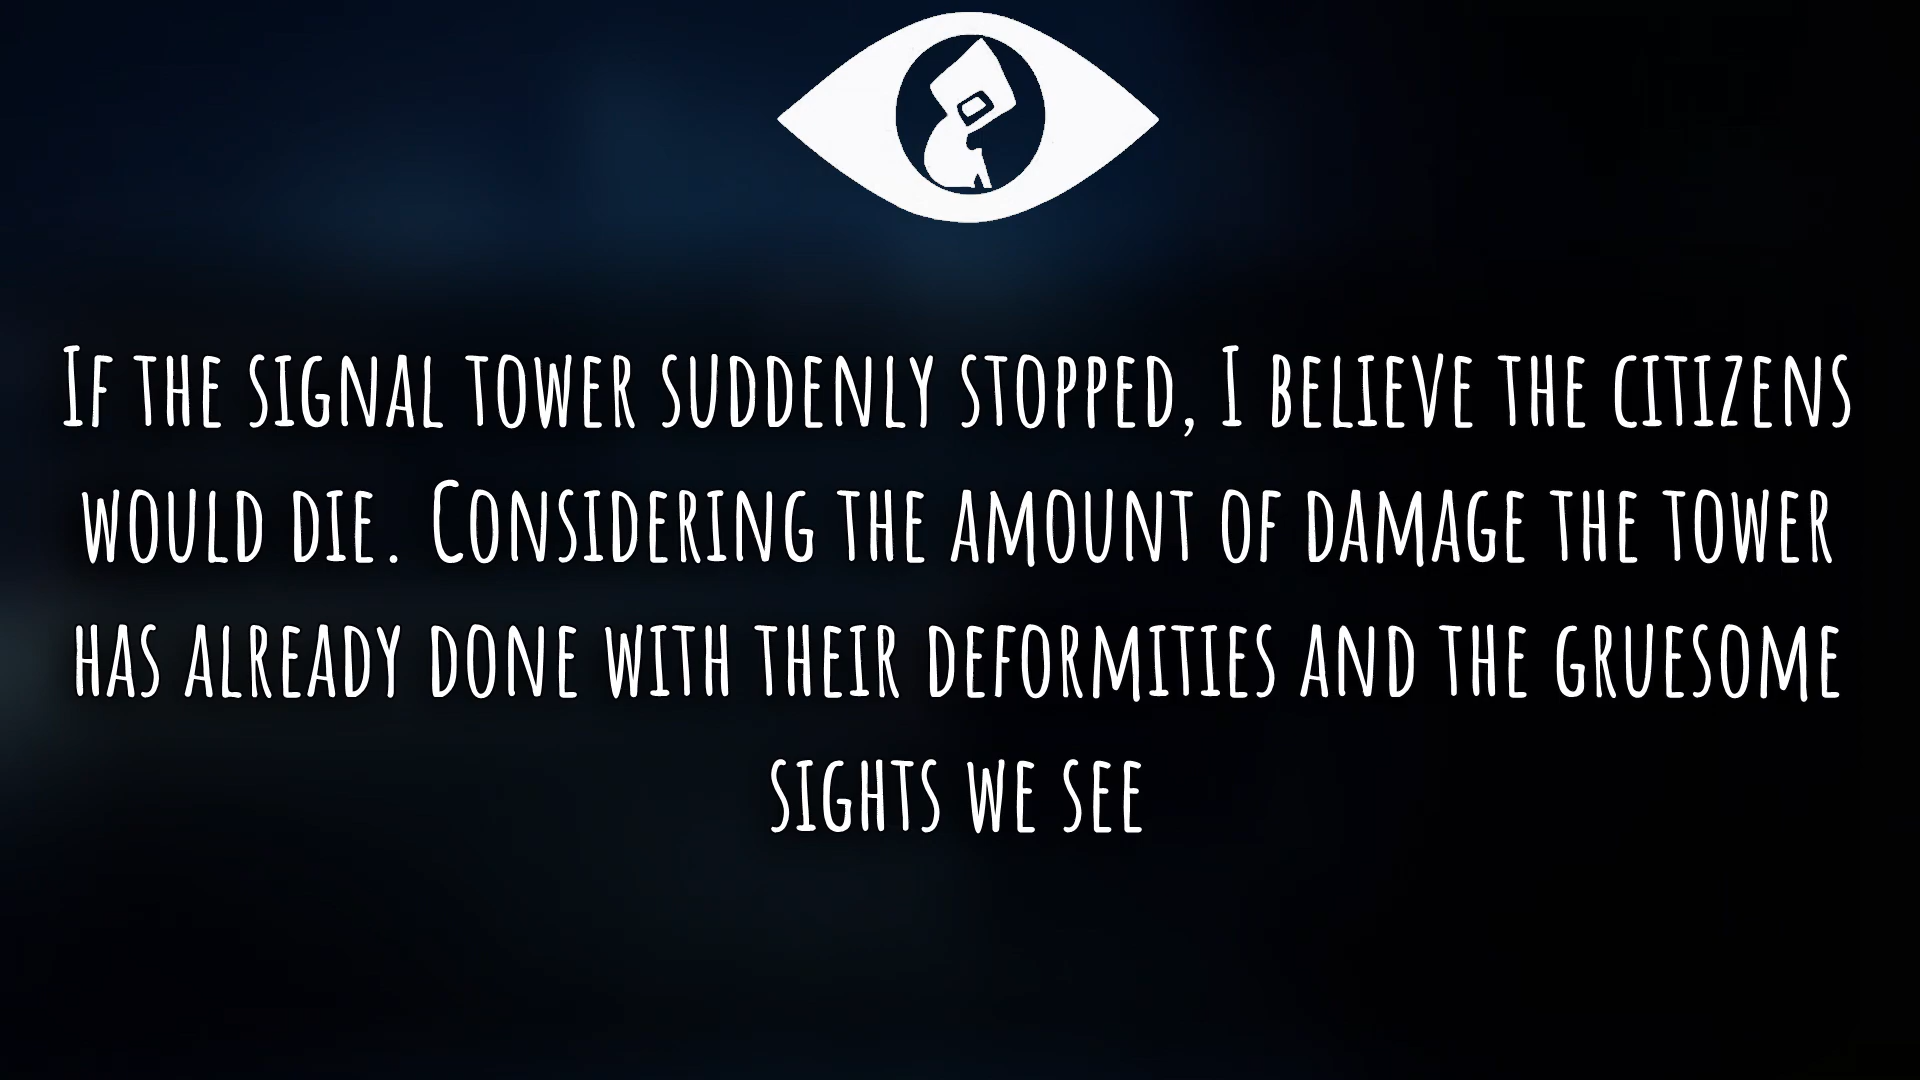 If the signal tower suddenly stopped, I believe the citizens
would die. Considering the amount of damage the tower
has already done with their deformities and the gruesome
sights we see